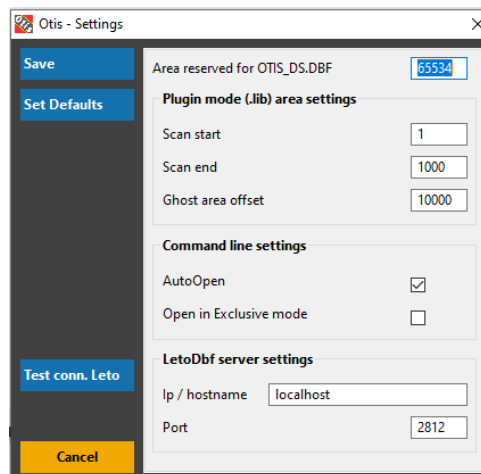 Otis - Settings
Save
Set Defaults
Test conn. Leto
Cancel
Area reserved for OTIS_DS.DBF 65534
Plugin mode (.lib) area settings
Scan start 1
Scan end 1000
Ghost area offset 10000
Command line settings
AutoOpen
Open in Exclusive mode
LetoDbf server settings
Ip / hostname localhost
Port 2812